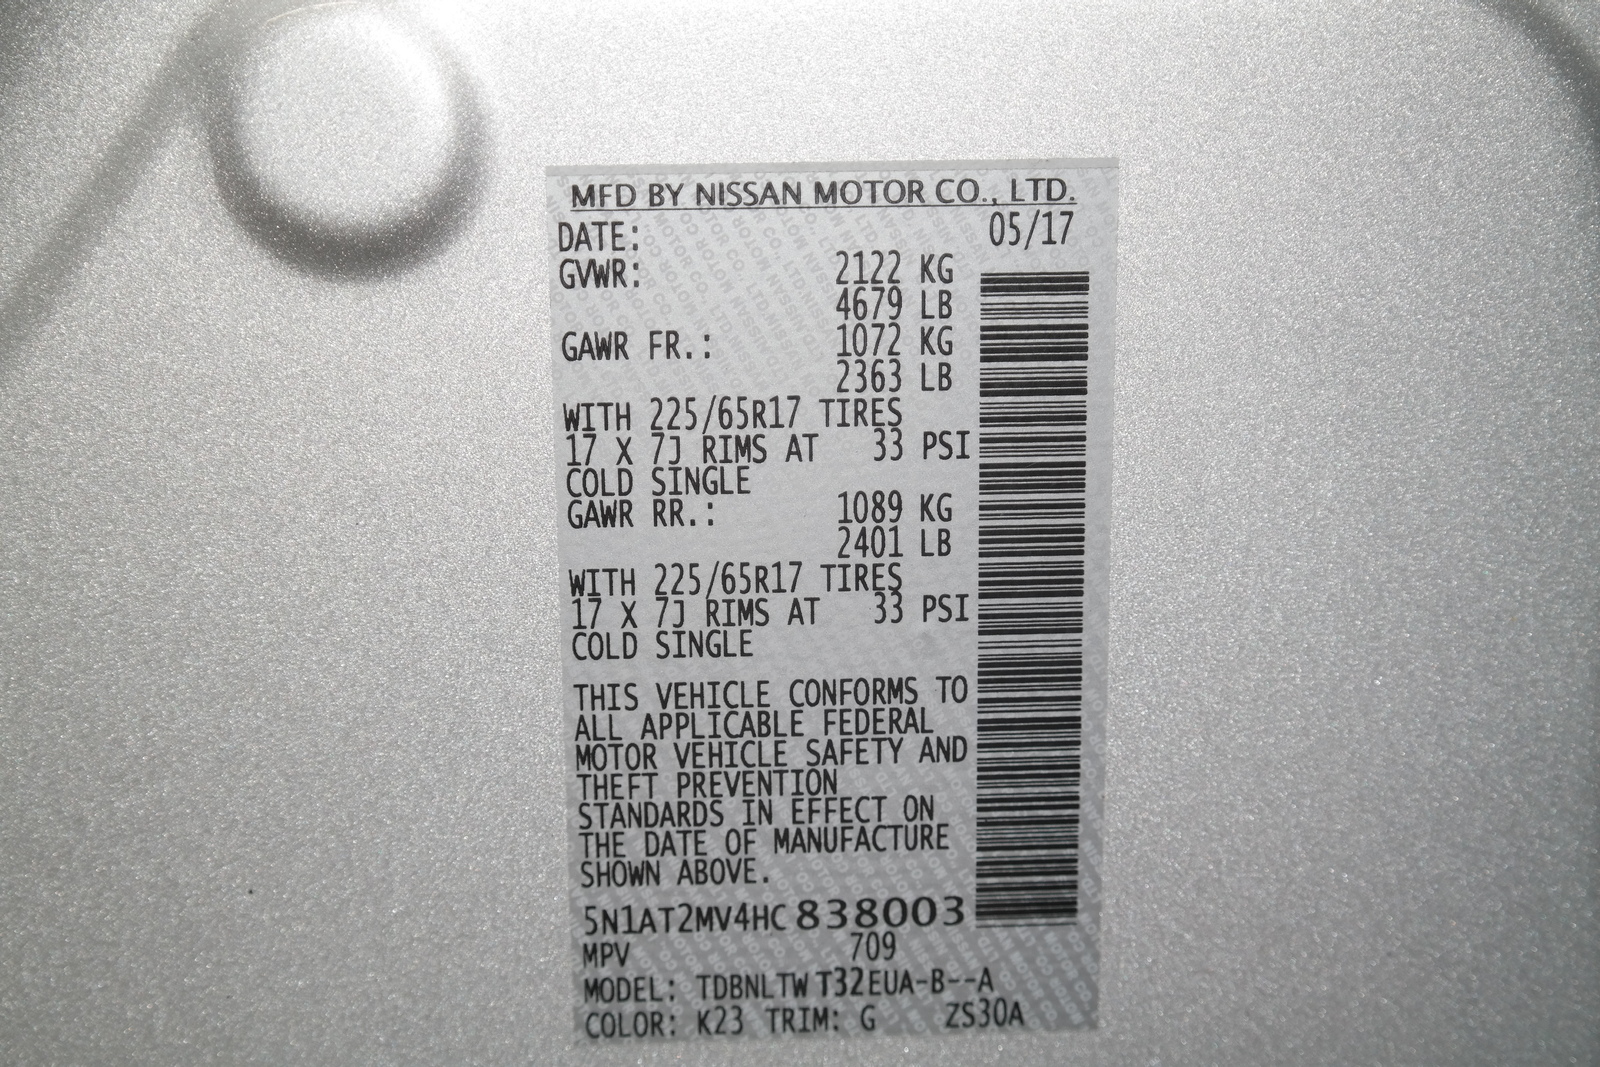 MFD BY NISSAN MOTOR CO., LTD.
DATE: 05/17
GVWR: 2122 KG
4679 LB
GAWR FR.: 1072 KG
2363 LB
WITH 225/65R17 TIRES
17 X 7J RIMS AT 33 PSI
COLD SINGLE
GAWR RR.: 1089 KG
2401 LB
WITH 225/65R17 TIRES
17 X 7J RIMS AT 33 PSI
COLD SINGLE
THIS VEHICLE CONFORMS TO
ALL APPLICABLE FEDERAL
MOTOR VEHICLE SAFETY AND
THEFT PREVENTION
STANDARDS IN EFFECT ON
THE DATE OF MANUFACTURE
SHOWN ABOVE.
5N1AT2MV4HC838003
MPV 709
MODEL: TDBNLTW T32EUA-B--A
COLOR: K23 TRIM: G ZS30A